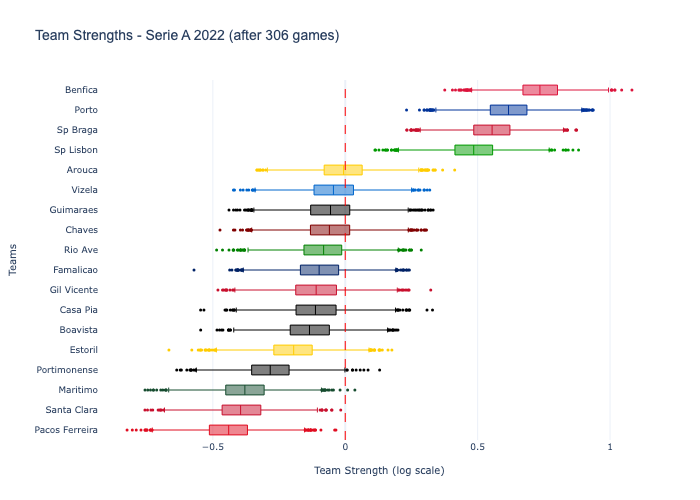 Team Strengths - Serie A 2022 (after 306 games)
Benfica
Porto
Sp Braga
Sp Lisbon
Arouca
Vizela
Guimaraes
Chaves
Rio Ave
Famalicao
Gil Vicente
Casa Pia
Boavista
Estoril
Portimonense
Maritimo
Santa Clara
Pacos Ferreira
Teams
−0.5
0
0.5
1
Team Strength (log scale)